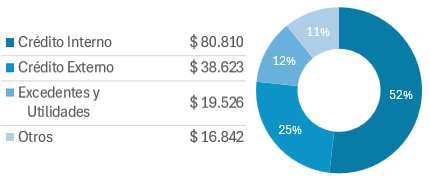 Crédito Interno $ 80.810
Crédito Externo $ 38.623
Excedentes y
Utilidades $ 19.526
Otros $ 16.842
11%
12%
52%
25%